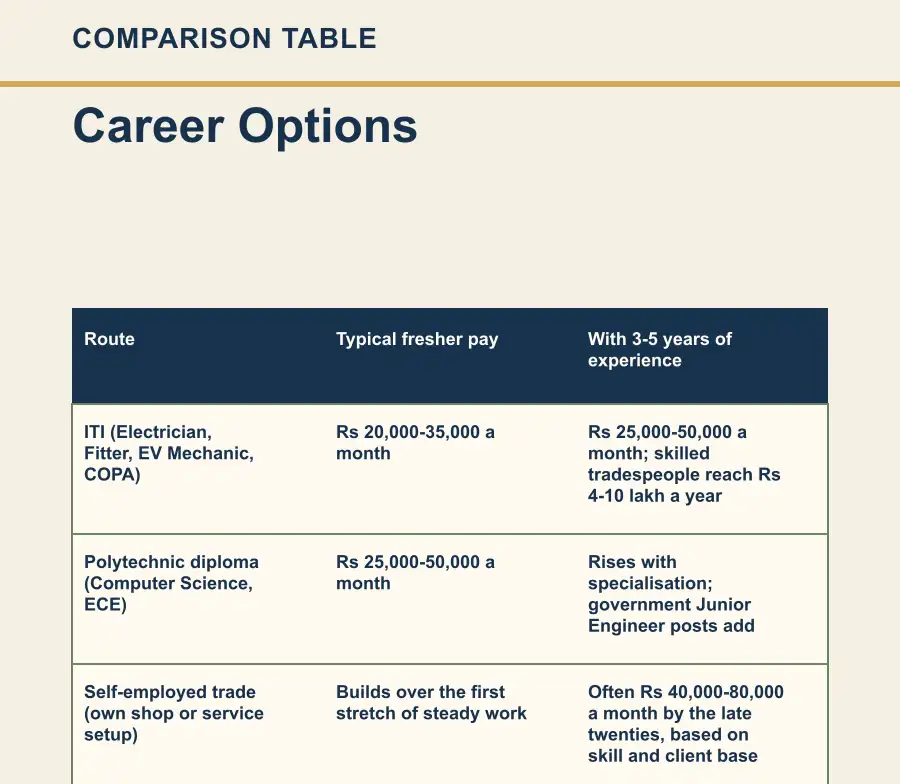 COMPARISON TABLE
Career Options
Route
Typical fresher pay
With 3-5 years of
experience
ITI (Electrician,
Fitter, EV Mechanic,
COPA)
Rs 20,000-35,000 a
month
Rs 25,000-50,000 a
month; skilled
tradespeople reach Rs
4-10 lakh a year
Polytechnic diploma
(Computer Science,
ECE)
Rs 25,000-50,000 a
month
Rises with
specialisation;
government Junior
Engineer posts add
Self-employed trade
(own shop or service
setup)
Builds over the first
stretch of steady work
Often Rs 40,000-80,000
a month by the late
twenties, based on
skill and client base